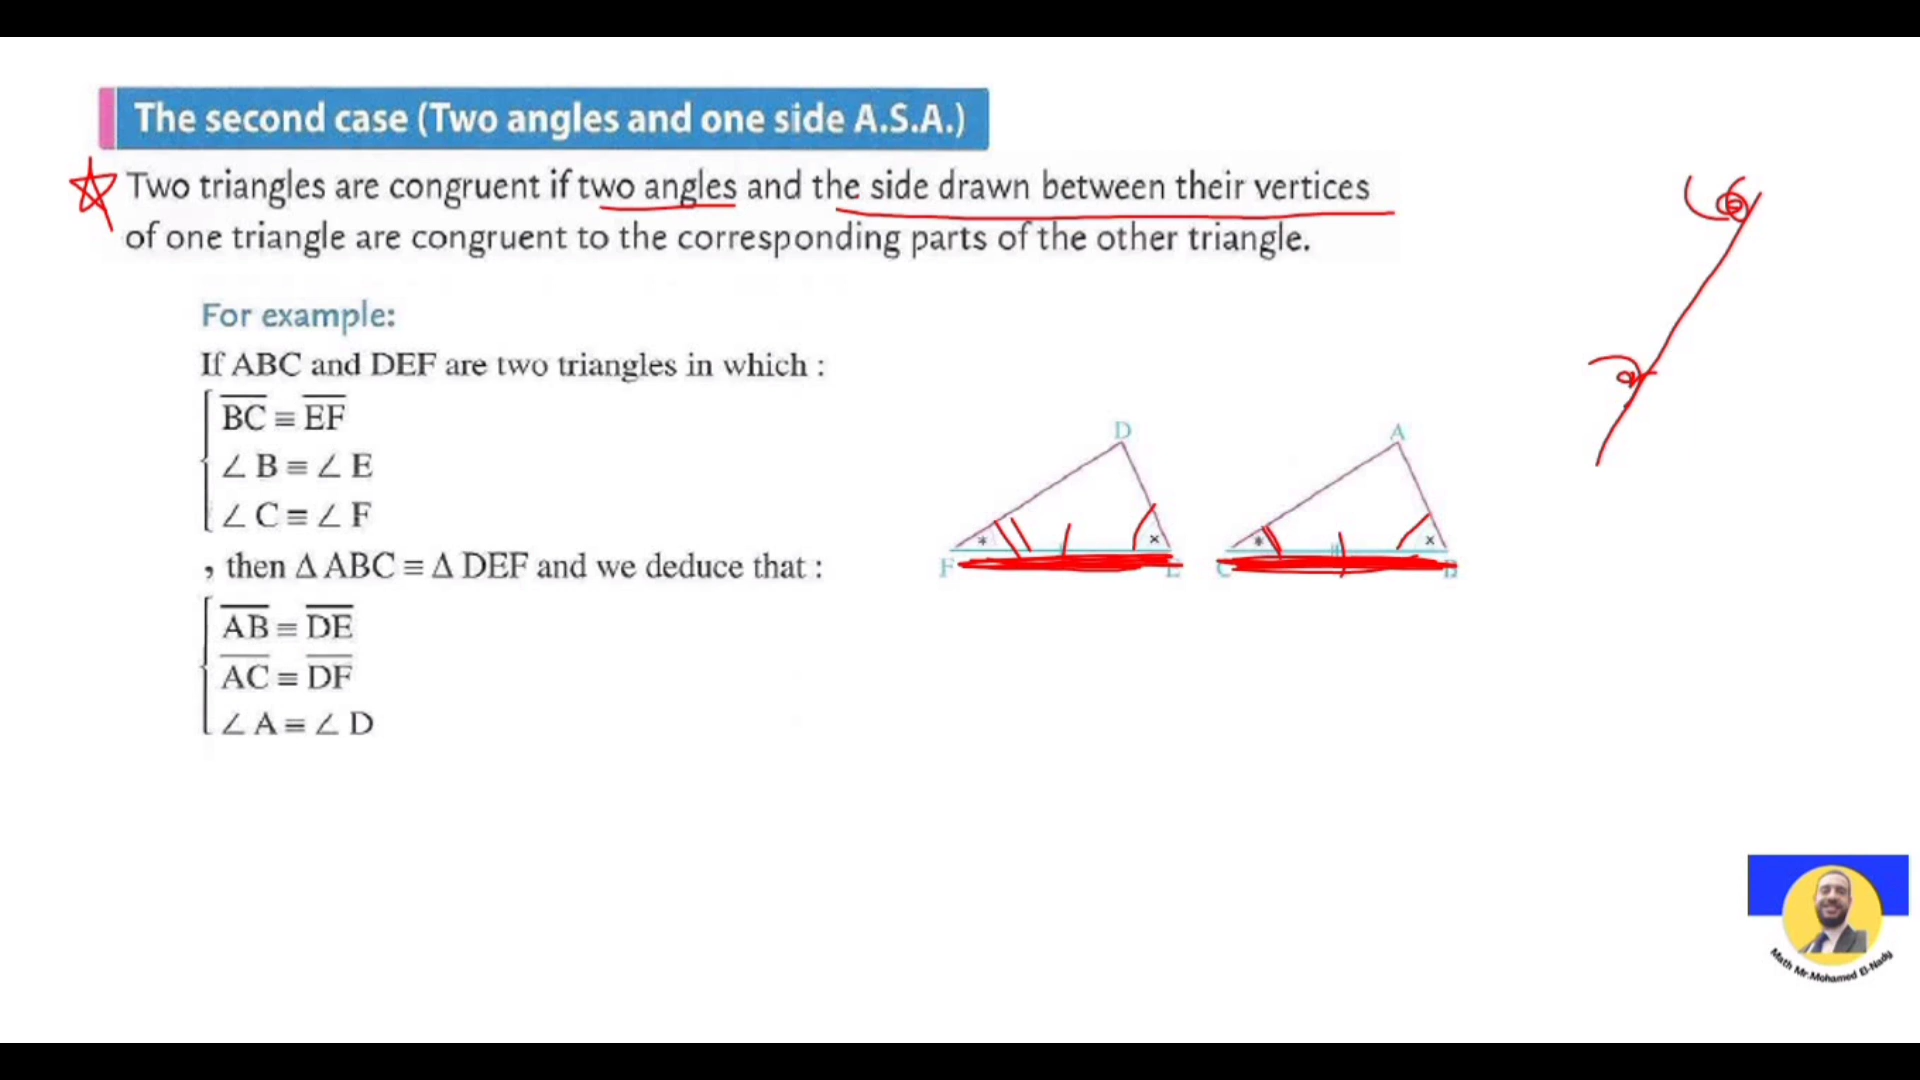 The second case (Two angles and one side A.S.A.)
Two triangles are congruent if two angles and the side drawn between their vertices
of one triangle are congruent to the corresponding parts of the other triangle.
For example:
If ABC and DEF are two triangles in which :
BC ≡ EF
∠ B ≡ ∠ E
∠ C ≡ ∠ F
, then Δ ABC ≡ Δ DEF and we deduce that :
AB ≡ DE
AC ≡ DF
∠ A ≡ ∠ D
D
F
E
A
C
B
Math Mr.Mohamed El-Nady